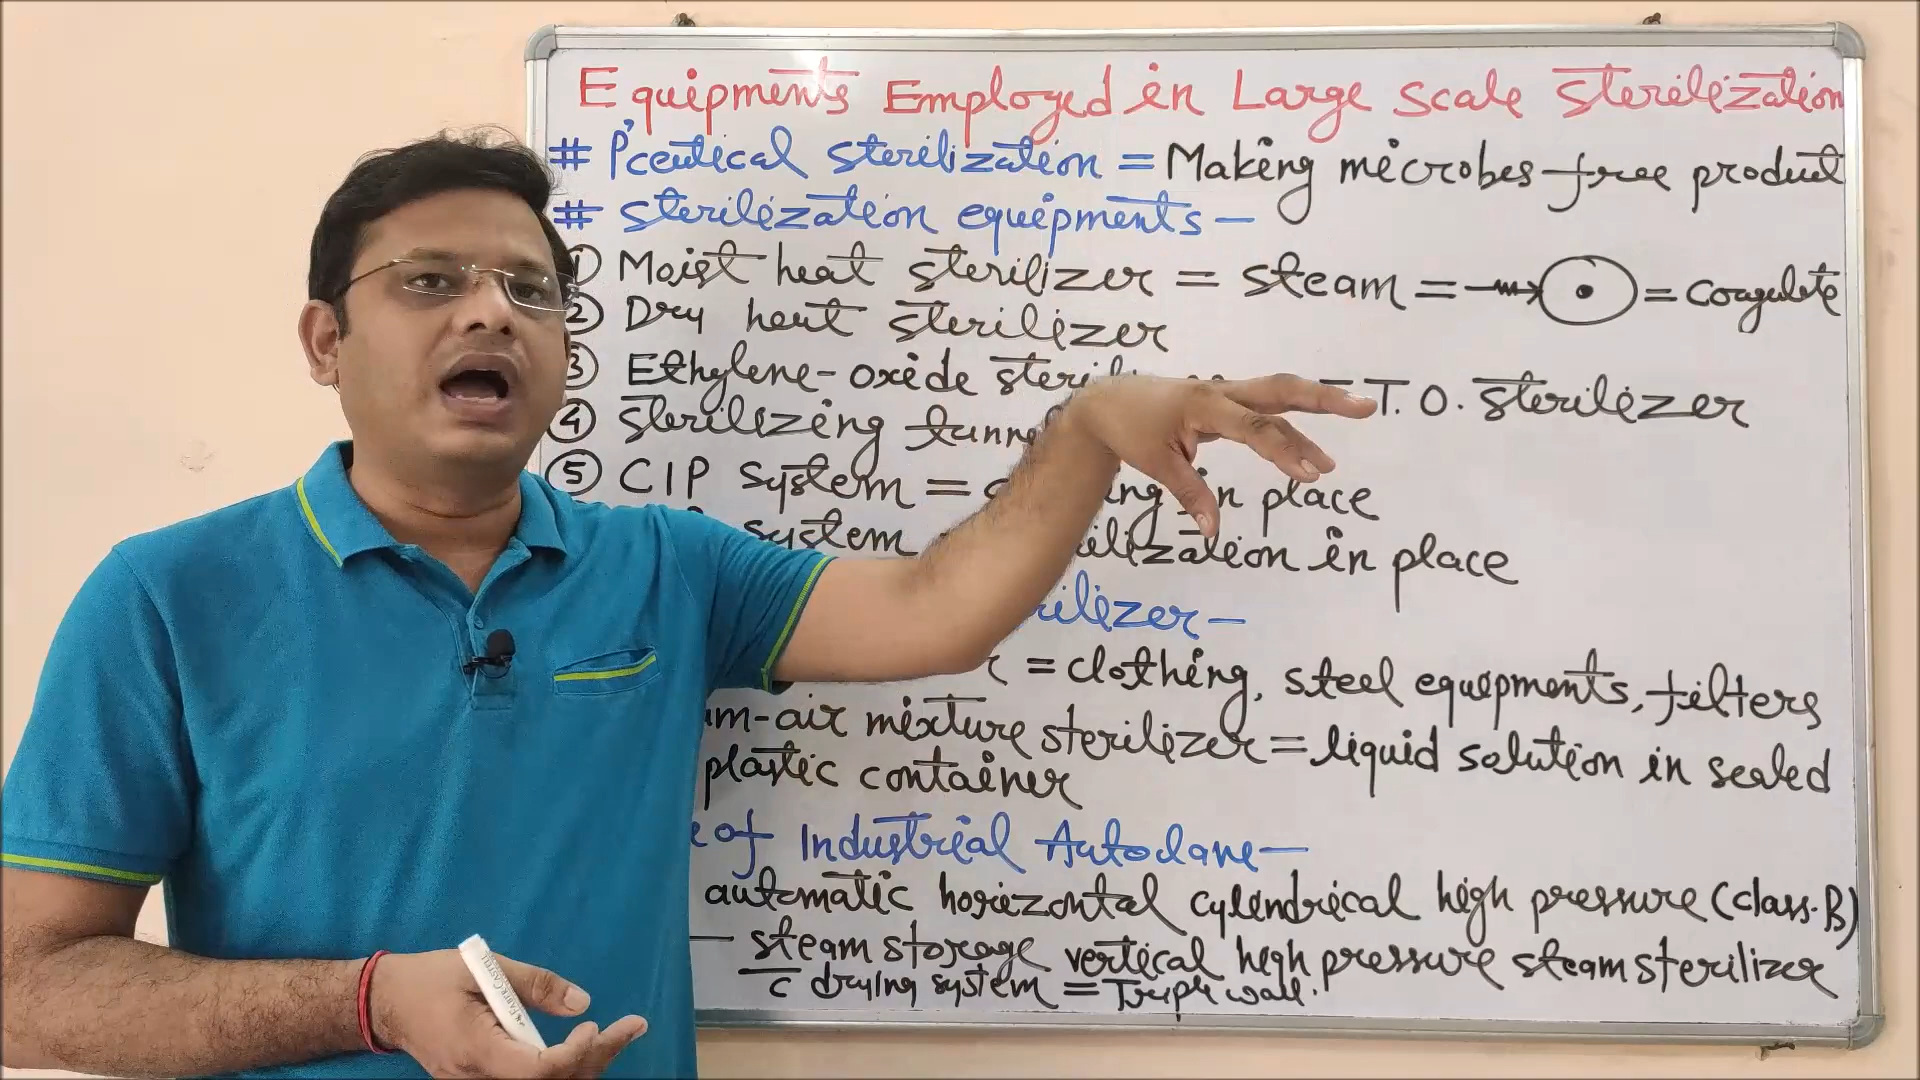 Equipments Employed in Large Scale Sterilization
# P'ceutical sterilization = Making microbes-free product
# Sterilization equipments –
① Moist heat sterilizer = steam = = Coagulate
② Dry heat sterilizer
③ Ethylene-oxide T.O. Sterilizer
④ Sterilizing
⑤ CIP System = in place
system in place
–
= clothing, steel equipments, filters
air mixture sterilizer = liquid solution in sealed
plastic container
of Industrial Autoclave –
automatic horizontal cylindrical high pressure (class-B)
– steam storage vertical high pressure steam sterilizer
c̄ drying system = Triple wall.
FABER-CASTELL